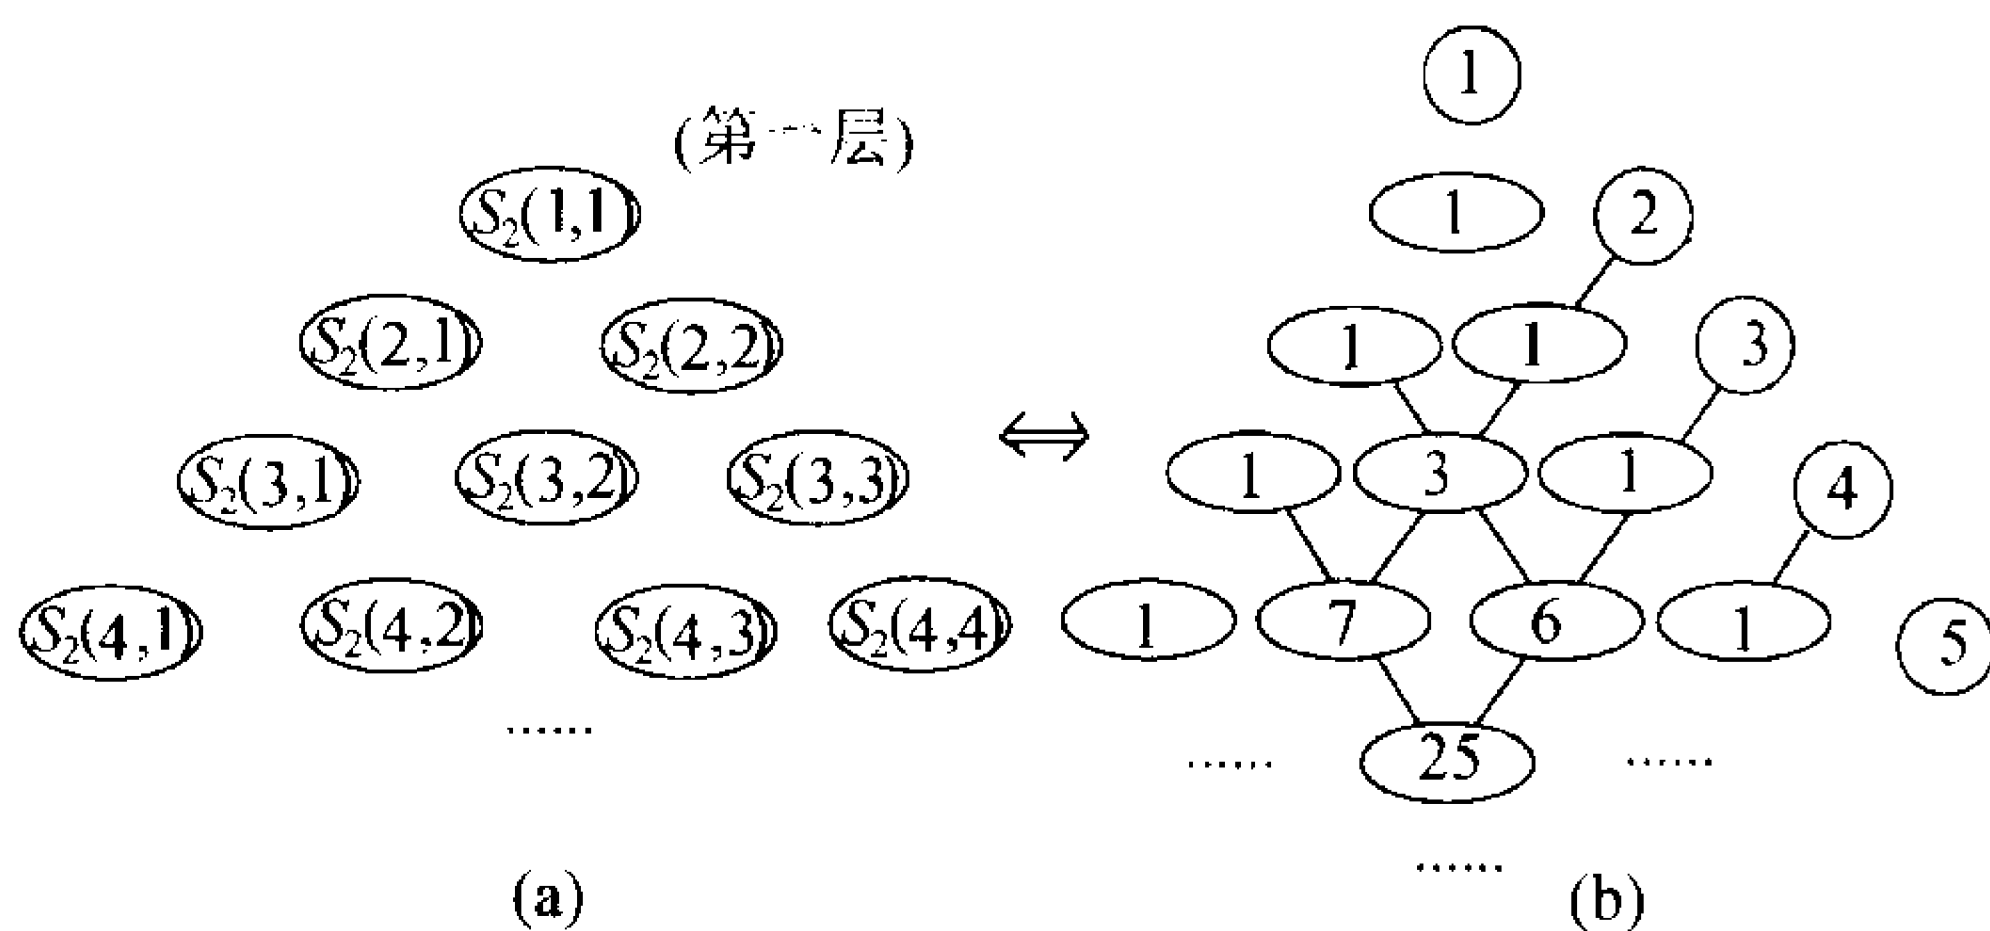 (第一层)
S₂(1,1)
S₂(2,1) S₂(2,2)
S₂(3,1) S₂(3,2) S₂(3,3)
S₂(4,1) S₂(4,2) S₂(4,3) S₂(4,4)
......
(a)
⇔
1
1 2
1 1 3
1 3 1 4
1 7 6 1 5
...... 25 ......
......
(b)